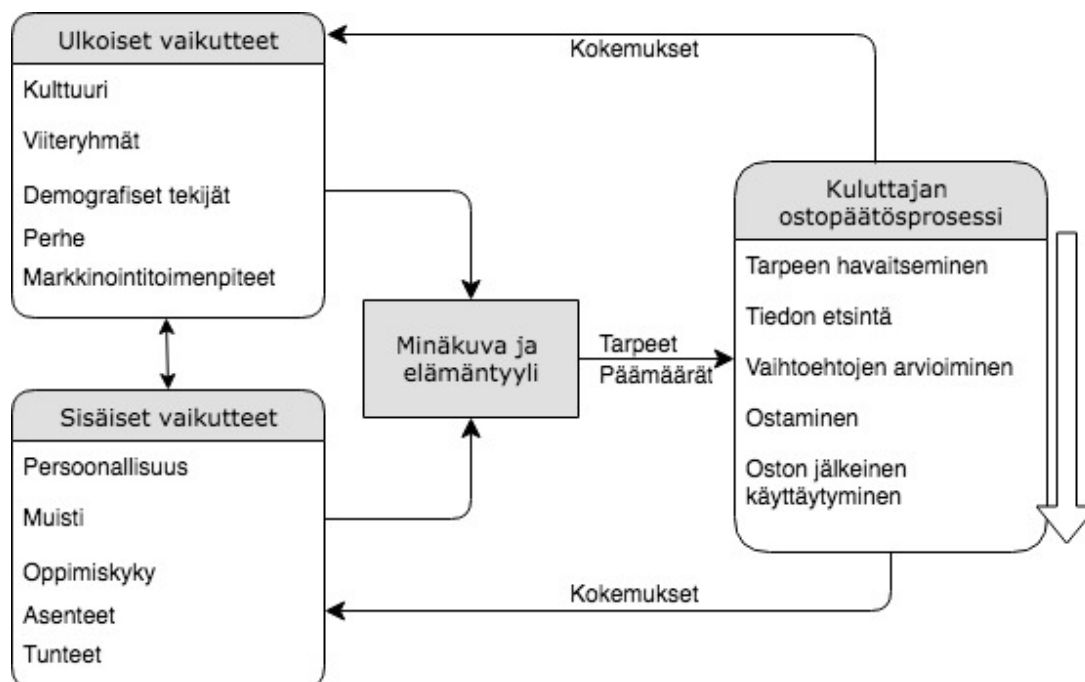 Ulkoiset vaikutteet
Kulttuuri
Viiteryhmät
Demografiset tekijät
Perhe
Markkinointitoimenpiteet
Sisäiset vaikutteet
Persoonallisuus
Muisti
Oppimiskyky
Asenteet
Tunteet
Minäkuva ja
elämäntyyli
Tarpeet
Päämäärät
Kokemukset
Kuluttajan
ostopäätösprosessi
Tarpeen havaitseminen
Tiedon etsintä
Vaihtoehtojen arvioiminen
Ostaminen
Oston jälkeinen
käyttäytyminen
Kokemukset